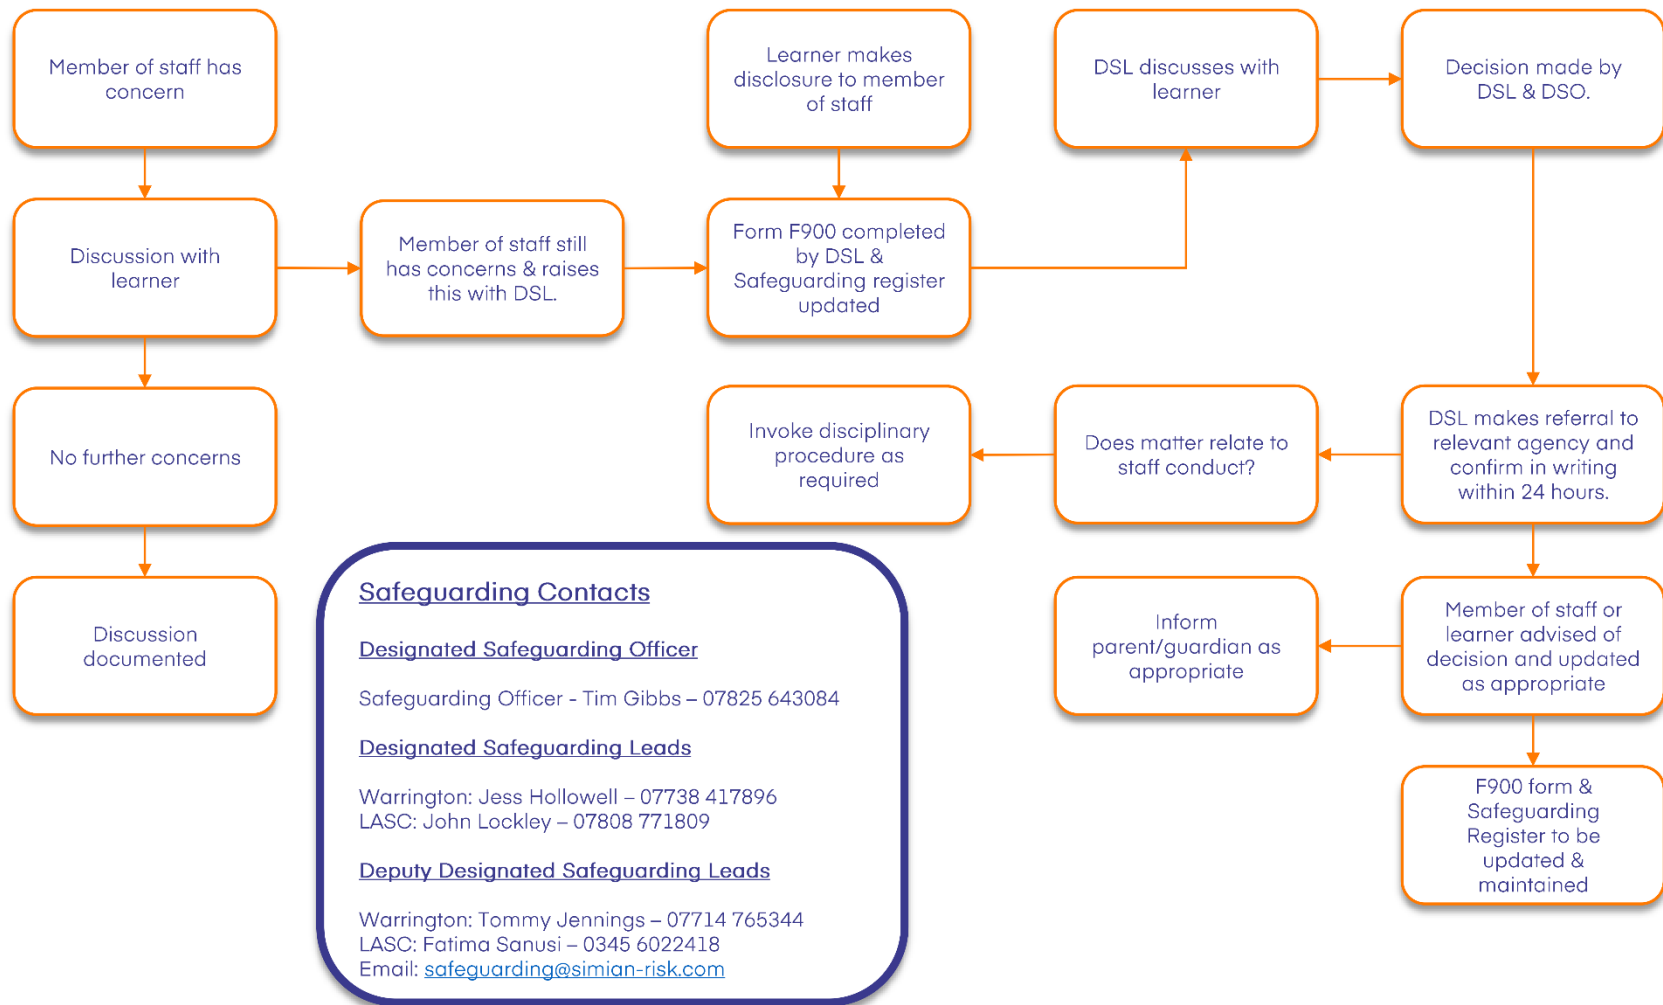 Member of staff has
concern
Learner makes
disclosure to member
of staff
DSL discusses with
learner
Decision made by
DSL & DSO.
Discussion with
learner
Member of staff still
has concerns & raises
this with DSL.
Form F900 completed
by DSL &
Safeguarding register
updated
No further concerns
Invoke disciplinary
procedure as
required
Does matter relate to
staff conduct?
DSL makes referral to
relevant agency and
confirm in writing
within 24 hours.
Discussion
documented
Inform
parent/guardian as
appropriate
Member of staff or
learner advised of
decision and updated
as appropriate
F900 form &
Safeguarding
Register to be
updated &
maintained
Safeguarding Contacts
Designated Safeguarding Officer
Safeguarding Officer - Tim Gibbs – 07825 643084
Designated Safeguarding Leads
Warrington: Jess Hollowell – 07738 417896
LASC: John Lockley – 07808 771809
Deputy Designated Safeguarding Leads
Warrington: Tommy Jennings – 07714 765344
LASC: Fatima Sanusi – 0345 6022418
Email: safeguarding@simian-risk.com